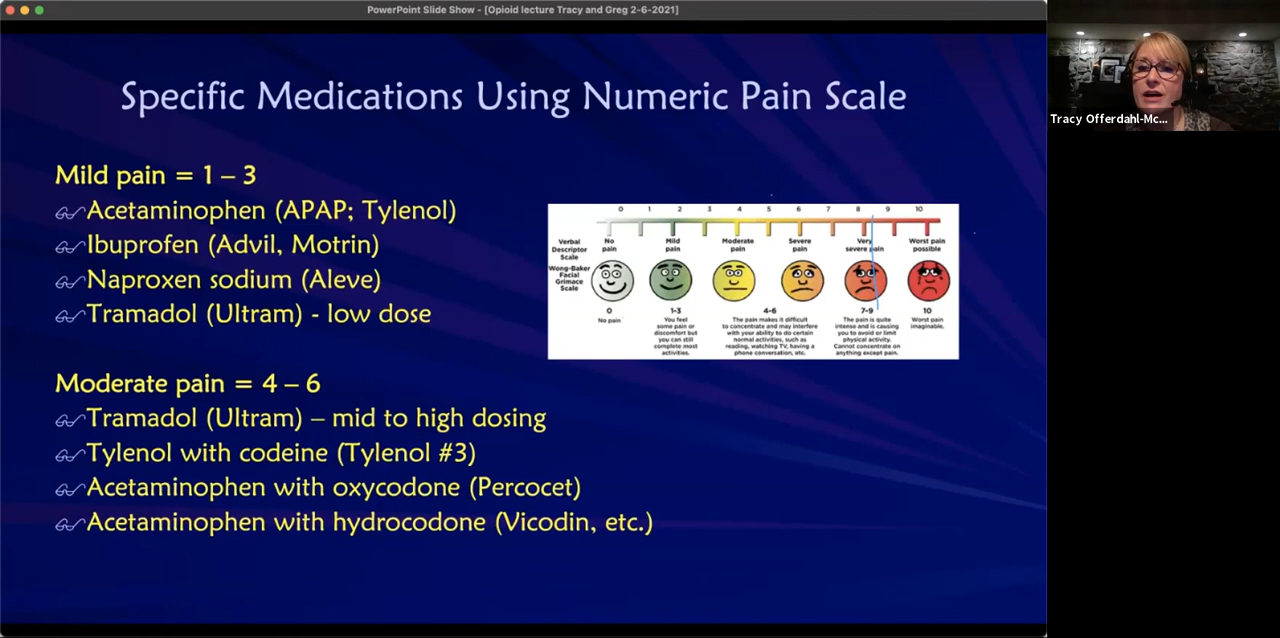 PowerPoint Slide Show - [Opioid lecture Tracy and Greg 2-6-2021]
Specific Medications Using Numeric Pain Scale
Mild pain = 1 – 3
Acetaminophen (APAP; Tylenol)
Ibuprofen (Advil, Motrin)
Naproxen sodium (Aleve)
Tramadol (Ultram) - low dose
Moderate pain = 4 – 6
Tramadol (Ultram) – mid to high dosing
Tylenol with codeine (Tylenol #3)
Acetaminophen with oxycodone (Percocet)
Acetaminophen with hydrocodone (Vicodin, etc.)
0 1 2 3 4 5 6 7 8 9 10
Verbal
Descriptor
Scale
No
pain
Mild
pain
Moderate
pain
Severe
pain
Very
severe pain
Worst pain
possible
Wong-Baker
Facial
Grimace
Scale
0
No pain
1-3
You feel
some pain or
discomfort but
you can still
complete most
activities.
4-6
The pain makes it difficult
to concentrate and may interfere
with your ability to do certain
normal activities, such as
reading, watching TV, having a
phone conversation, etc.
7-9
The pain is quite
intense and is causing
you to avoid or limit
physical activity.
Cannot concentrate on
anything except pain.
10
Worst pain
imaginable.
Tracy Offerdahl-Mc...